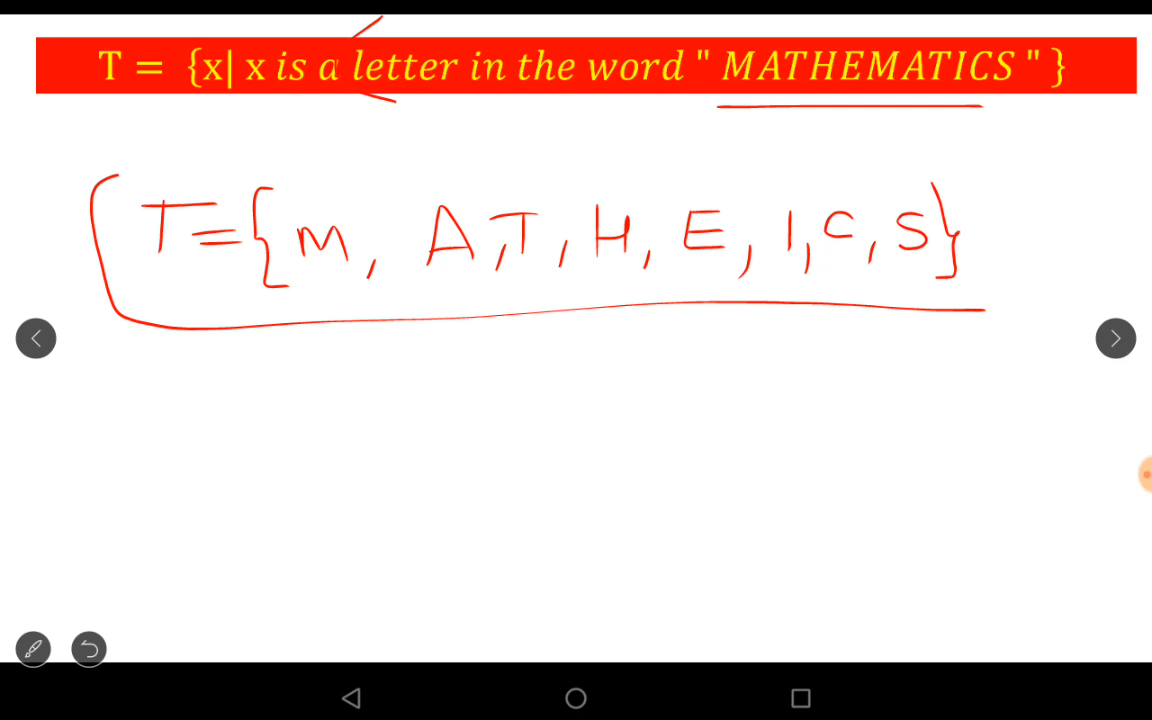 T = {x| x is a letter in the word " MATHEMATICS " }
T={M, A,T, H, E, I,C,S}